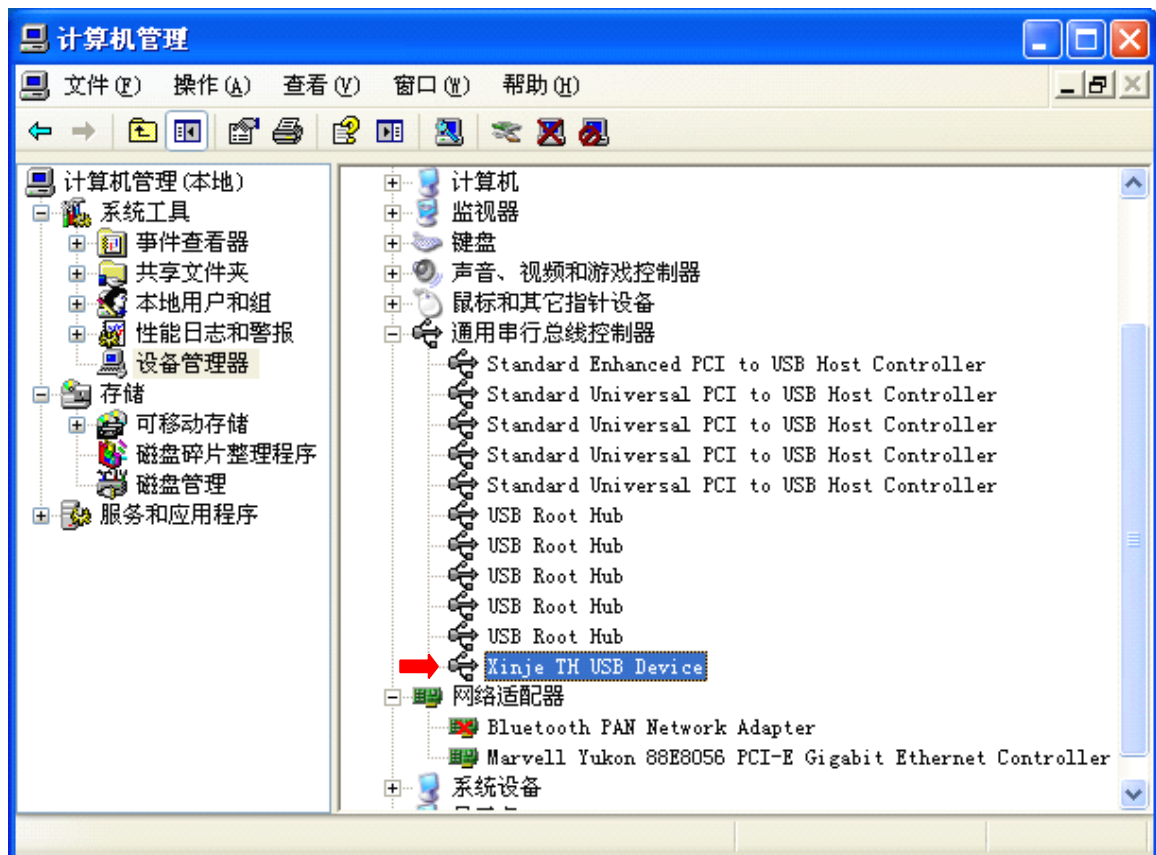 计算机管理
文件(F) 操作(A) 查看(V) 窗口(W) 帮助(H)
计算机管理(本地)
系统工具
事件查看器
共享文件夹
本地用户和组
性能日志和警报
设备管理器
存储
可移动存储
磁盘碎片整理程序
磁盘管理
服务和应用程序
计算机
监视器
键盘
声音、视频和游戏控制器
鼠标和其它指针设备
通用串行总线控制器
Standard Enhanced PCI to USB Host Controller
Standard Universal PCI to USB Host Controller
Standard Universal PCI to USB Host Controller
Standard Universal PCI to USB Host Controller
Standard Universal PCI to USB Host Controller
USB Root Hub
USB Root Hub
USB Root Hub
USB Root Hub
USB Root Hub
Xinje TH USB Device
网络适配器
Bluetooth PAN Network Adapter
Marvell Yukon 88E8056 PCI-E Gigabit Ethernet Controller
系统设备